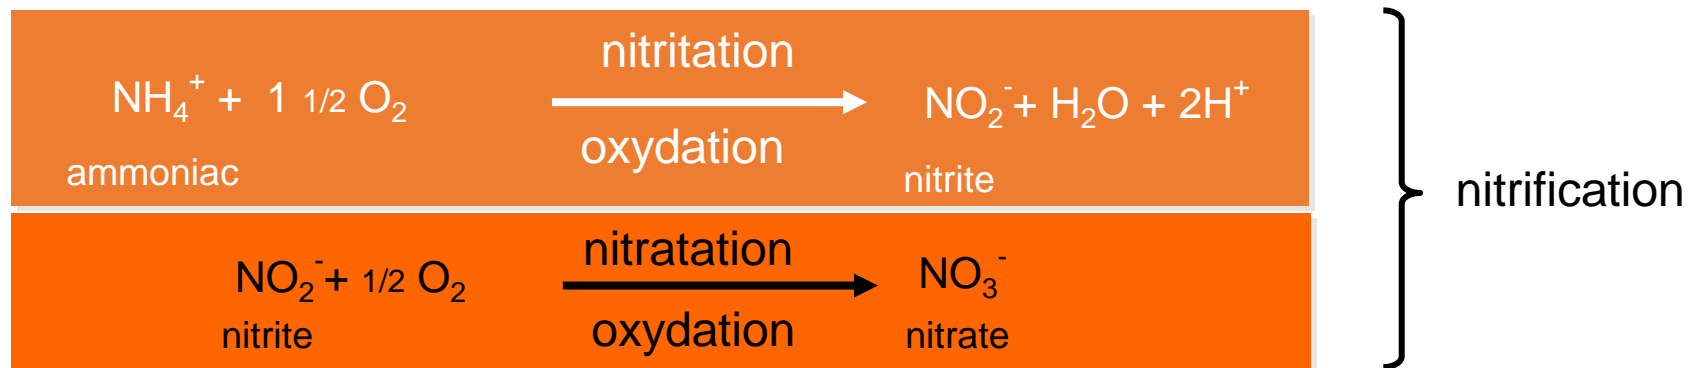 nitritation
NH₄⁺ + 1 1/2 O₂
NO₂⁻+ H₂O + 2H⁺
oxydation
ammoniac
nitrite
nitrification
nitratation
NO₂⁻+ 1/2 O₂
NO₃⁻
nitrite
oxydation
nitrate